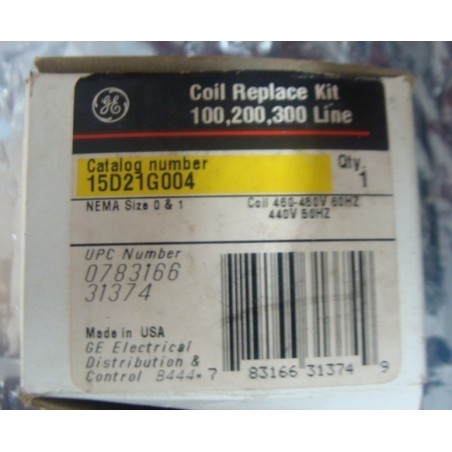 GE
Coil Replace Kit
100,200,300 Line
Catalog number
15D21G004
Qty.
1
NEMA Size 0 & 1
Coil 460-480V 60HZ
440V 50HZ
UPC Number
0783166
31374
Made in USA
GE Electrical
Distribution &
Control B444-
7 83166 31374 9